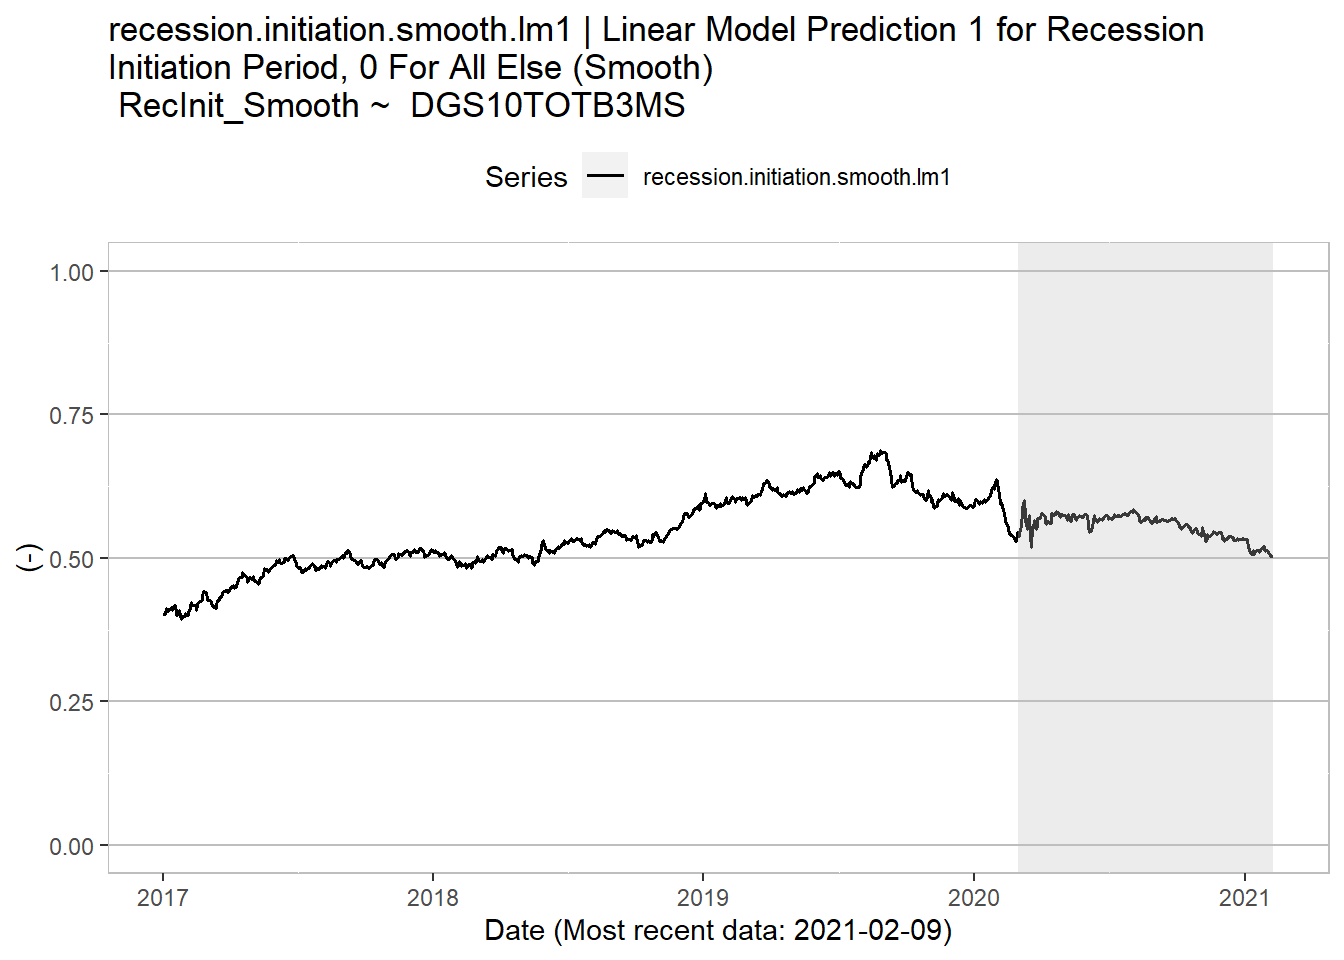 recession.initiation.smooth.lm1 | Linear Model Prediction 1 for Recession
Initiation Period, 0 For All Else (Smooth)
RecInit_Smooth ~  DGS10TOTB3MS
Series
recession.initiation.smooth.lm1
1.00
0.75
0.50
0.25
0.00
(-)
2017
2018
2019
2020
2021
Date (Most recent data: 2021-02-09)